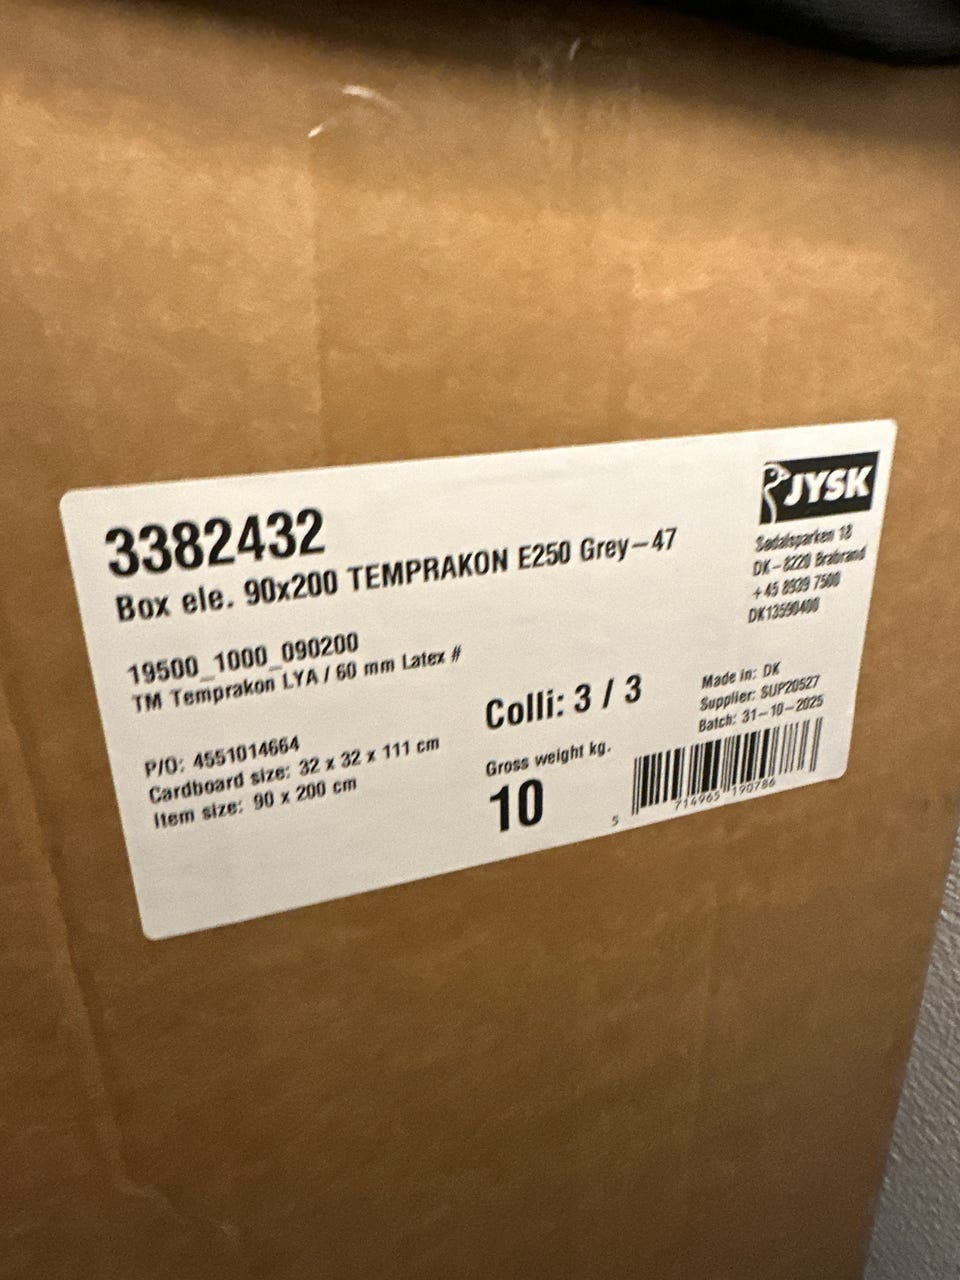 JYSK
3382432
Box ele. 90x200 TEMPRAKON E250 Grey-47
Sødalsparken 18
DK-8220 Brabrand
+45 8939 7500
DK13590400
19500_1000_090200
TM Temprakon LYA / 60 mm Latex #
Colli: 3 / 3
Made in: DK
Supplier: SUP20527
Batch: 31-10-2025
P/O: 4551014664
Cardboard size: 32 x 32 x 111 cm
Item size: 90 x 200 cm
Gross weight kg.
10
5 714965 190786